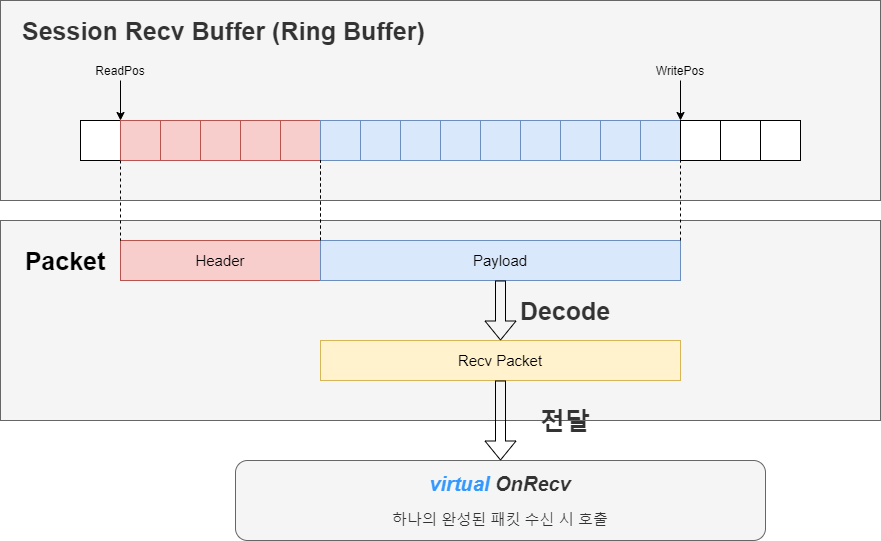 Session Recv Buffer (Ring Buffer)
ReadPos
WritePos
Packet
Header
Payload
Decode
Recv Packet
전달
virtual OnRecv
하나의 완성된 패킷 수신 시 호출